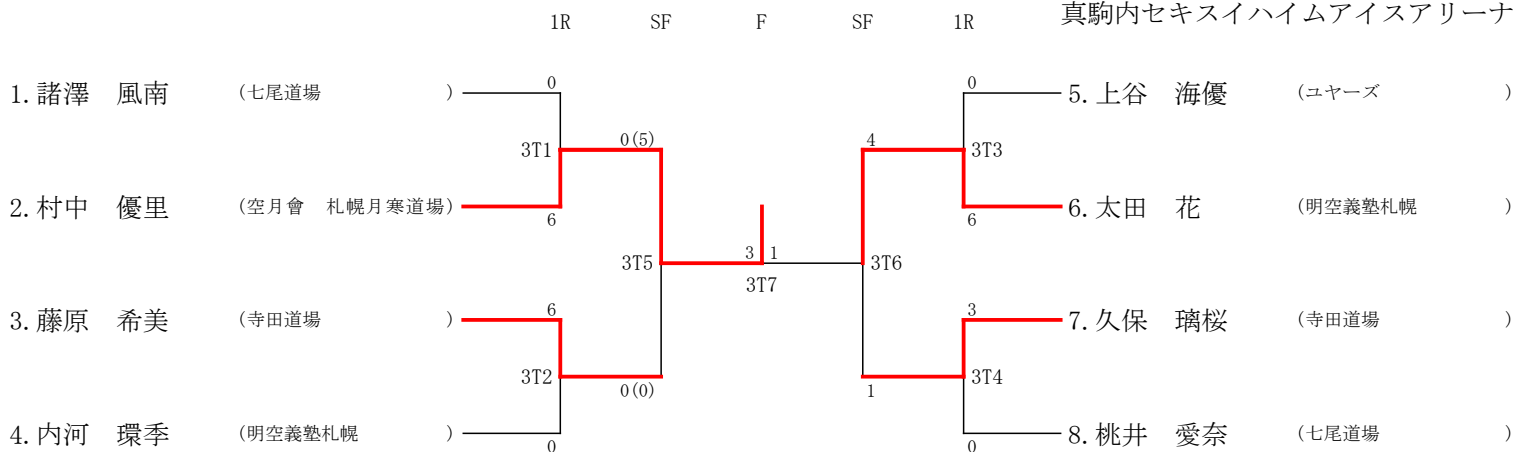 真駒内セキスイハイムアイスアリーナ
1R SF F SF 1R
0 0
1. 諸澤　風南 (七尾道場) 5. 上谷　海優 (ユヤーズ)
0(5) 4
3T1 3T3
2. 村中　優里 (空月會　札幌月寒道場) 6. 太田　花 (明空義塾札幌)
6 6
3 1
3T5 3T6
3T7
6 3
3. 藤原　希美 (寺田道場) 7. 久保　璃桜 (寺田道場)
3T2 3T4
0(0) 1
4. 内河　環季 (明空義塾札幌) 8. 桃井　愛奈 (七尾道場)
0 0